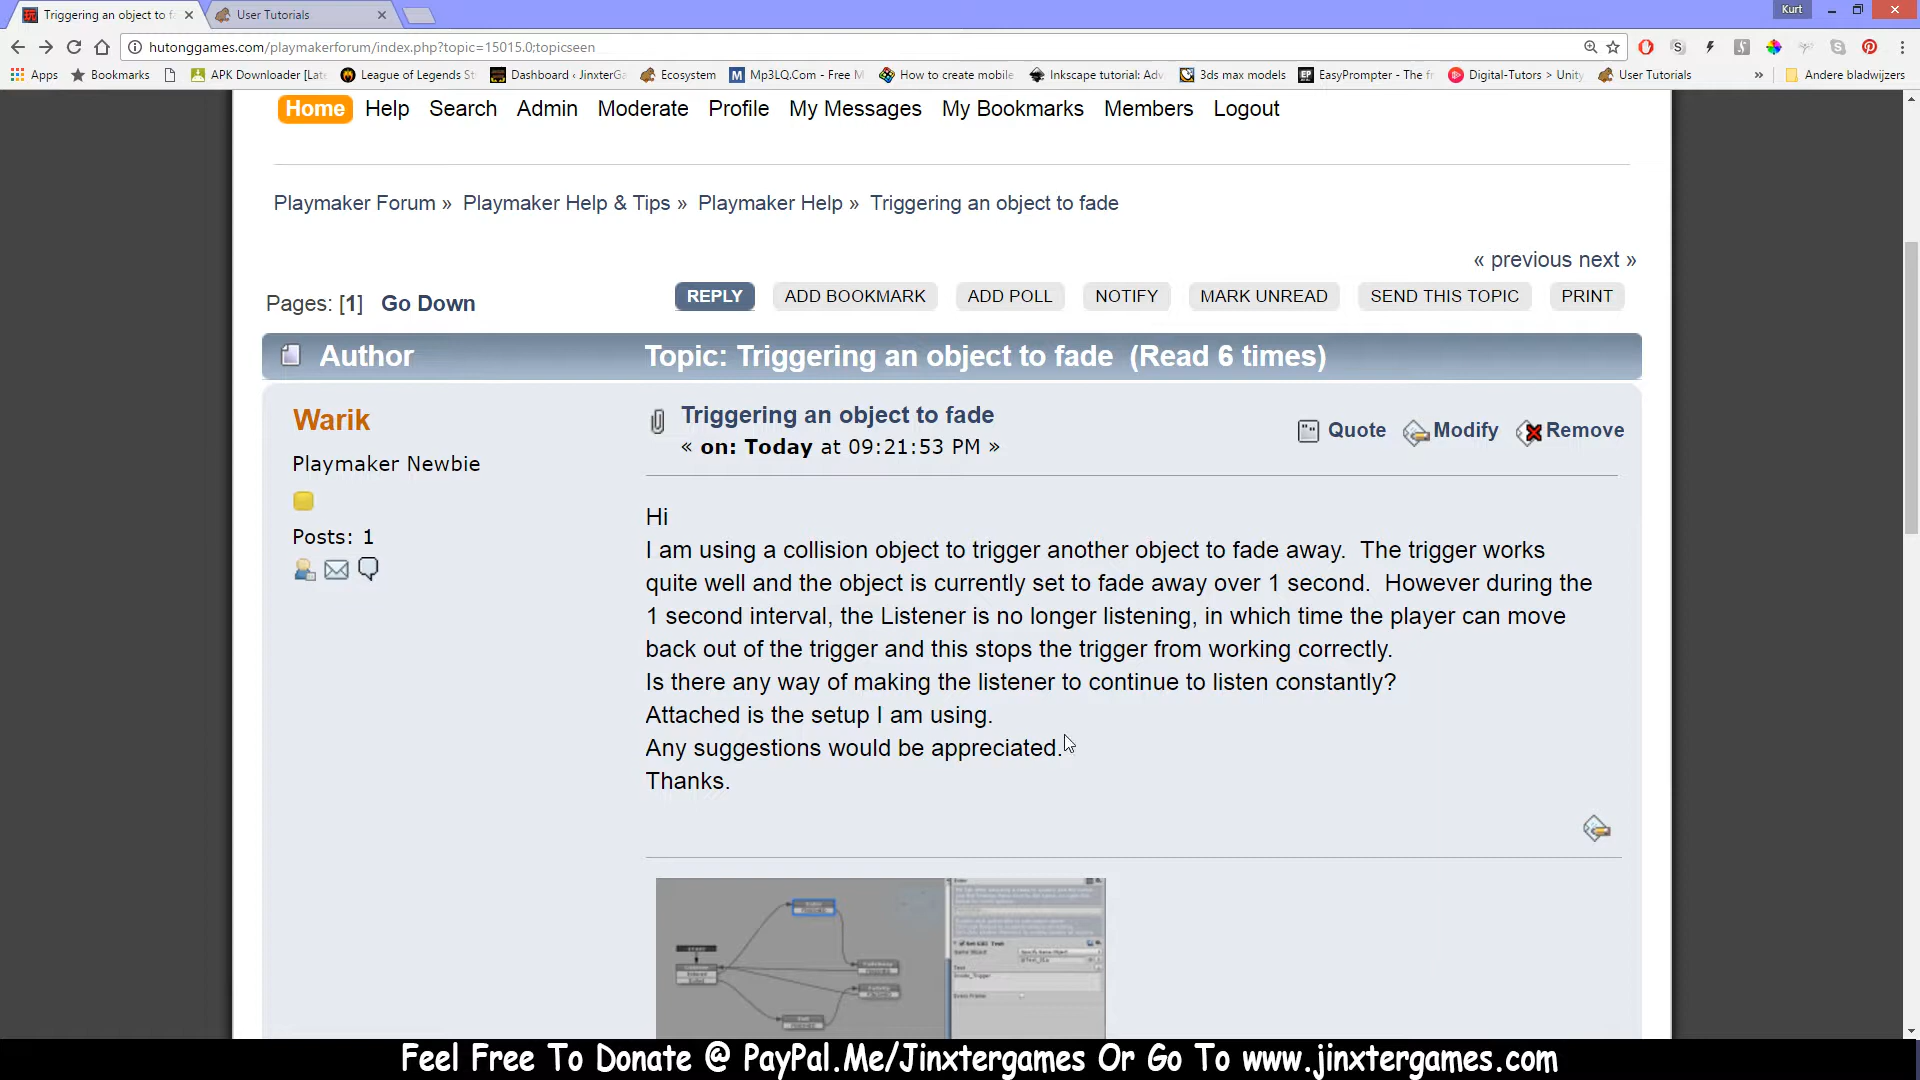 Triggering an object to f
User Tutorials
Kurt
hutonggames.com/playmakerforum/index.php?topic=15015.0;topicseen
Apps Bookmarks APK Downloader [Late League of Legends St Dashboard ‹ JinxterGa Ecosystem Mp3LQ.Com - Free M How to create mobile Inkscape tutorial: Adv 3ds max models EasyPrompter - The fr Digital-Tutors > Unity User Tutorials » Andere bladwijzers
Home Help Search Admin Moderate Profile My Messages My Bookmarks Members Logout
Playmaker Forum » Playmaker Help & Tips » Playmaker Help » Triggering an object to fade
« previous next »
Pages: [1] Go Down REPLY ADD BOOKMARK ADD POLL NOTIFY MARK UNREAD SEND THIS TOPIC PRINT
Author Topic: Triggering an object to fade (Read 6 times)
Warik
Playmaker Newbie
Posts: 1
Triggering an object to fade
« on: Today at 09:21:53 PM »
Quote Modify Remove
Hi
I am using a collision object to trigger another object to fade away. The trigger works
quite well and the object is currently set to fade away over 1 second. However during the
1 second interval, the Listener is no longer listening, in which time the player can move
back out of the trigger and this stops the trigger from working correctly.
Is there any way of making the listener to continue to listen constantly?
Attached is the setup I am using.
Any suggestions would be appreciated.
Thanks.
Feel Free To Donate @ PayPal.Me/Jinxtergames Or Go To www.jinxtergames.com